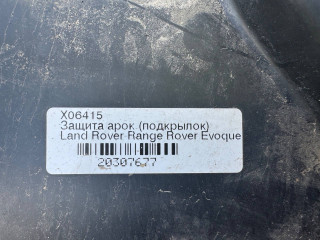 X06415
Защита арок (подкрылок)
Land Rover Range Rover Evoque
20307677